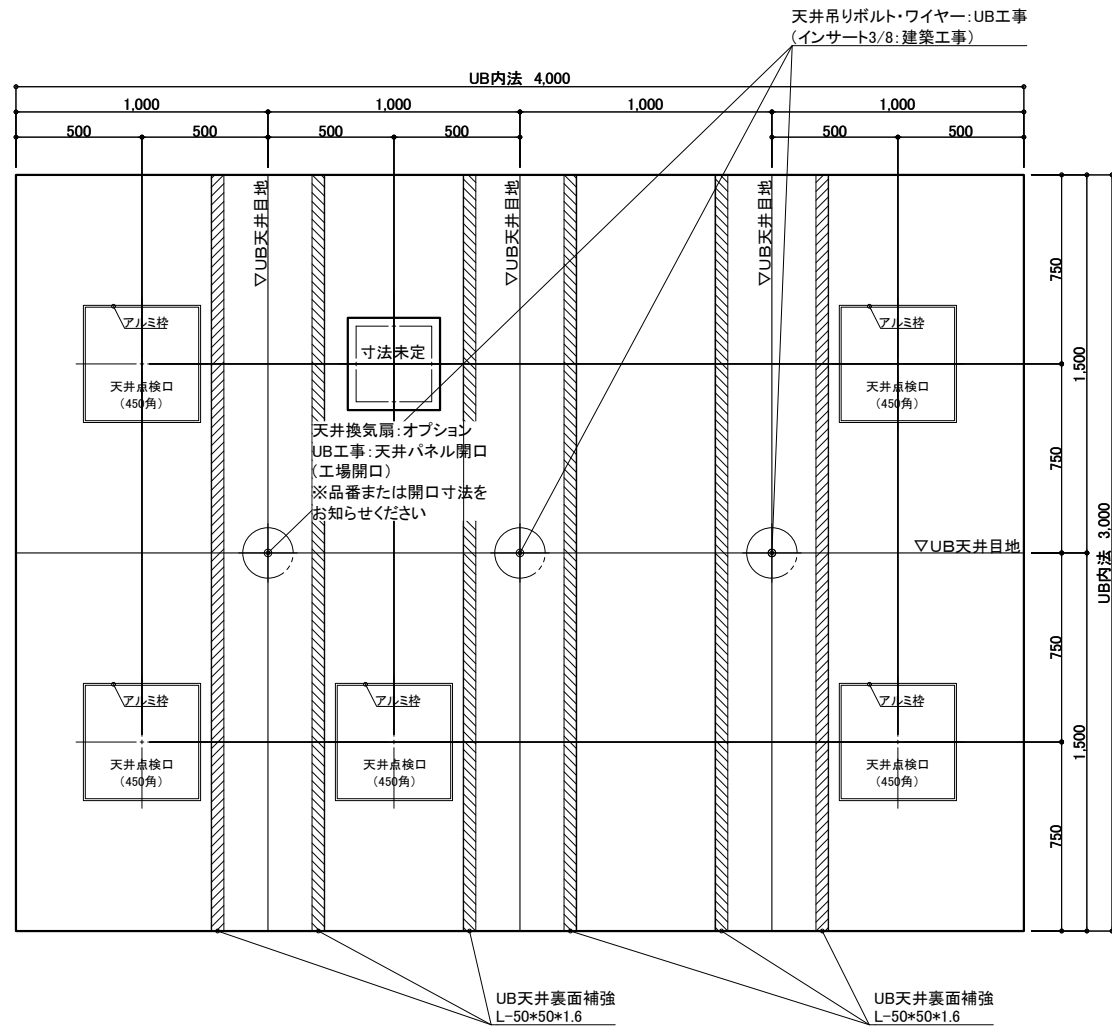 天井吊りボルト・ワイヤー：UB工事
（インサート3/8：建築工事）
UB内法 4,000
1,000
1,000
1,000
1,000
500
500
500
500
500
500
▽UB天井目地
▽UB天井目地
▽UB天井目地
アルミ枠
天井点検口
（450角）
寸法未定
アルミ枠
天井点検口
（450角）
天井換気扇：オプション
UB工事：天井パネル開口
（工場開口）
※品番または開口寸法を
お知らせください
▽UB天井目地
750
750
1,500
UB内法 3,000
750
750
1,500
アルミ枠
天井点検口
（450角）
アルミ枠
天井点検口
（450角）
アルミ枠
天井点検口
（450角）
UB天井裏面補強
L-50*50*1.6
UB天井裏面補強
L-50*50*1.6